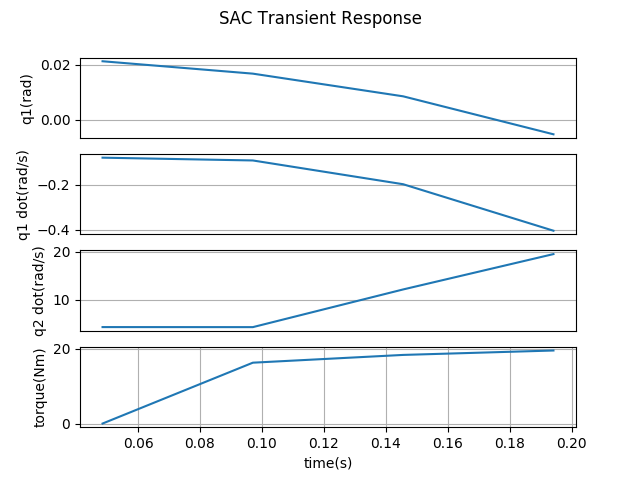 SAC Transient Response
q1(rad)
0.02
0.00
q1 dot(rad/s)
−0.2
−0.4
q2 dot(rad/s)
20
10
torque(Nm)
20
0
0.06 0.08 0.10 0.12 0.14 0.16 0.18 0.20
time(s)